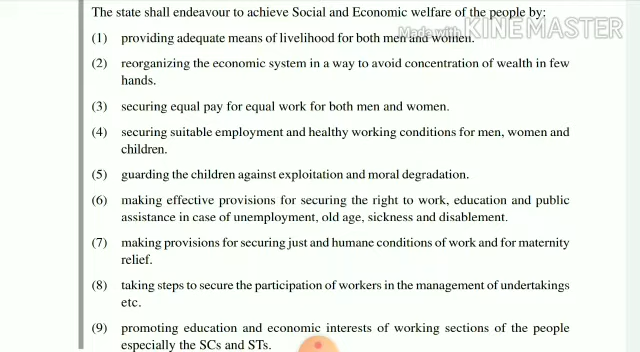 The state shall endeavour to achieve Social and Economic welfare of the people by:
Made with KINEMASTER
(1) providing adequate means of livelihood for both men and women.
(2) reorganizing the economic system in a way to avoid concentration of wealth in few
hands.
(3) securing equal pay for equal work for both men and women.
(4) securing suitable employment and healthy working conditions for men, women and
children.
(5) guarding the children against exploitation and moral degradation.
(6) making effective provisions for securing the right to work, education and public
assistance in case of unemployment, old age, sickness and disablement.
(7) making provisions for securing just and humane conditions of work and for maternity
relief.
(8) taking steps to secure the participation of workers in the management of undertakings
etc.
(9) promoting education and economic interests of working sections of the people
especially the SCs and STs.